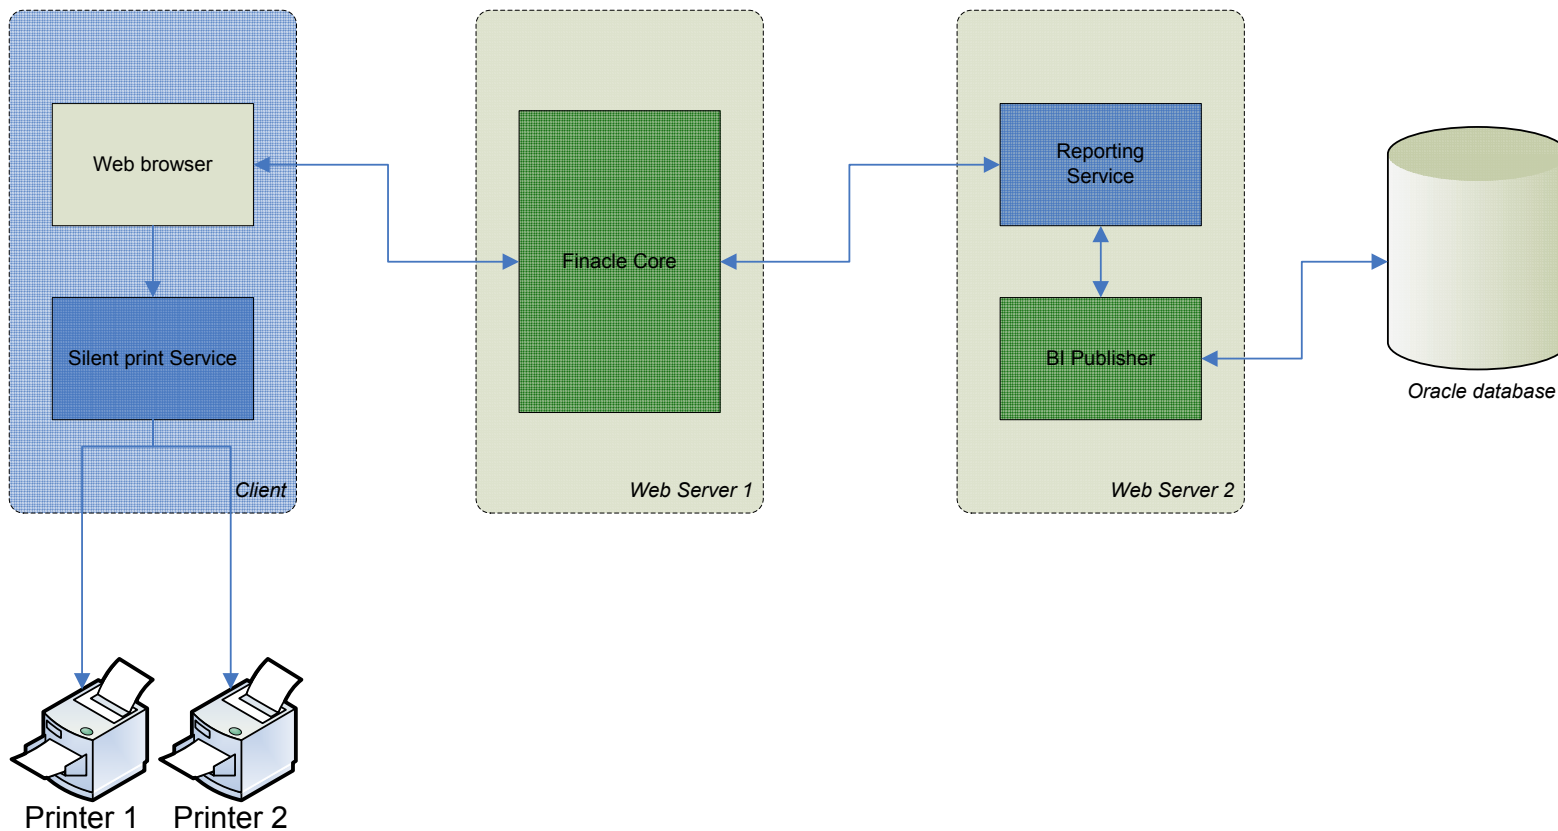 Web browser
Silent print Service
Client
Finacle Core
Web Server 1
Reporting
Service
BI Publisher
Web Server 2
Oracle database
Printer 1
Printer 2